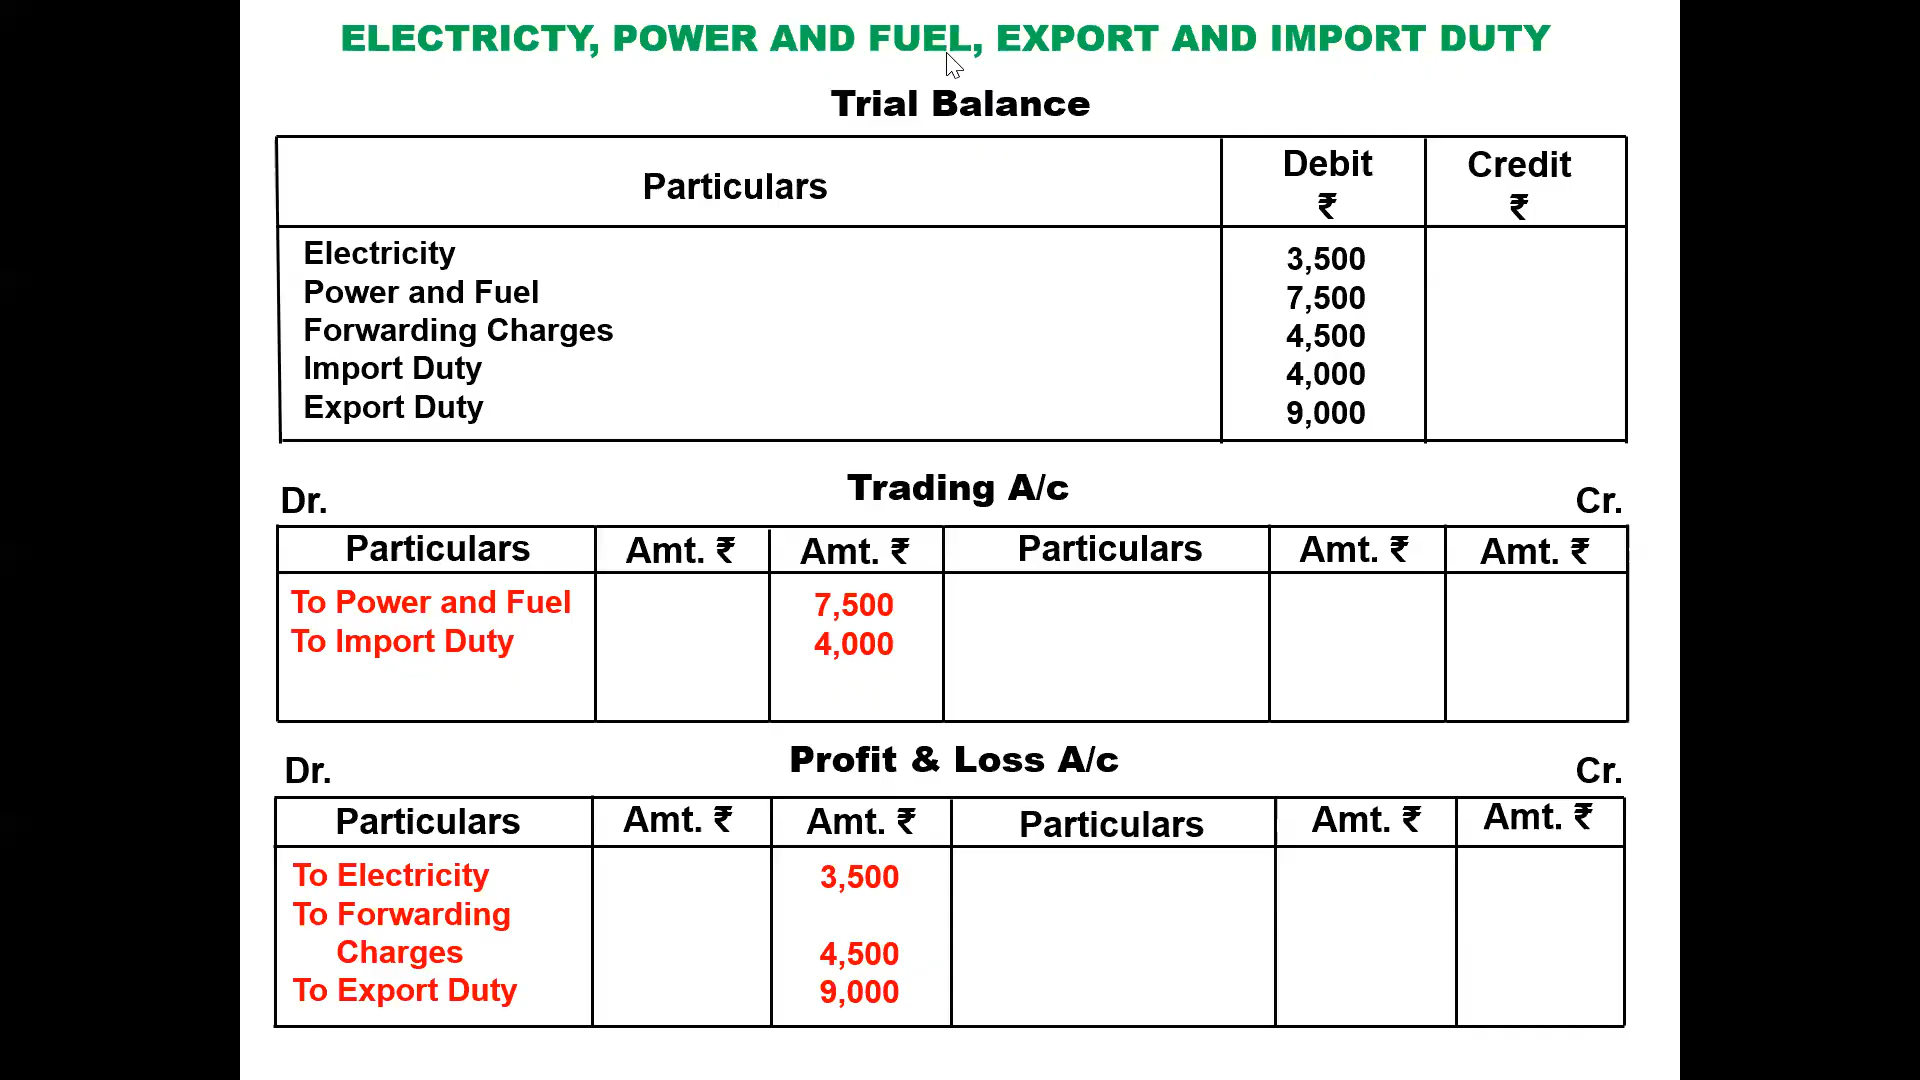 ELECTRICTY, POWER AND FUEL, EXPORT AND IMPORT DUTY
Trial Balance
Particulars Debit ₹ Credit ₹
Electricity 3,500
Power and Fuel 7,500
Forwarding Charges 4,500
Import Duty 4,000
Export Duty 9,000
Dr. Trading A/c Cr.
Particulars Amt. ₹ Amt. ₹ Particulars Amt. ₹ Amt. ₹
To Power and Fuel 7,500
To Import Duty 4,000
Dr. Profit & Loss A/c Cr.
Particulars Amt. ₹ Amt. ₹ Particulars Amt. ₹ Amt. ₹
To Electricity 3,500
To Forwarding
Charges 4,500
To Export Duty 9,000